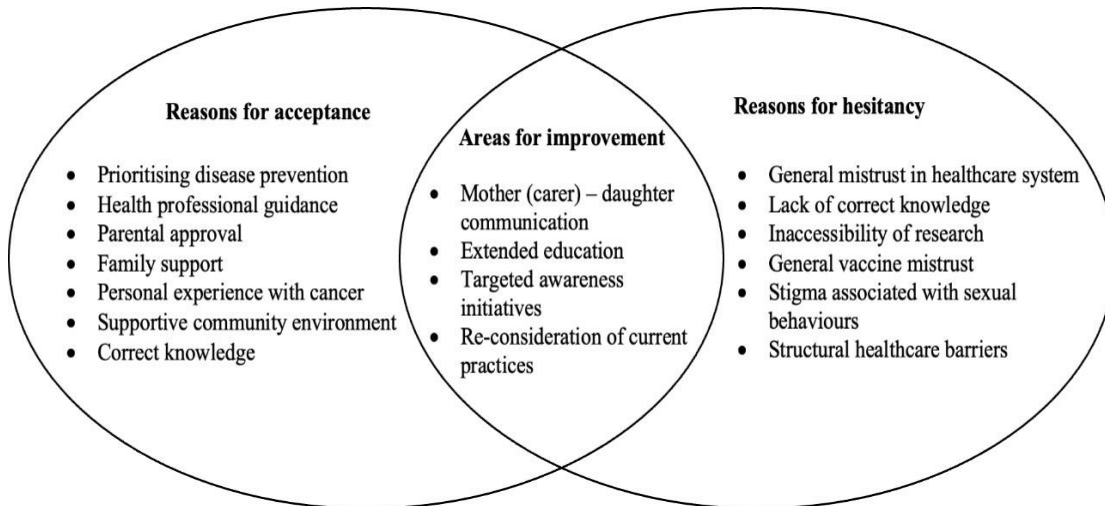 Reasons for acceptance
• Prioritising disease prevention
• Health professional guidance
• Parental approval
• Family support
• Personal experience with cancer
• Supportive community environment
• Correct knowledge
Areas for improvement
• Mother (carer) – daughter
communication
• Extended education
• Targeted awareness
initiatives
• Re-consideration of current
practices
Reasons for hesitancy
• General mistrust in healthcare system
• Lack of correct knowledge
• Inaccessibility of research
• General vaccine mistrust
• Stigma associated with sexual
behaviours
• Structural healthcare barriers